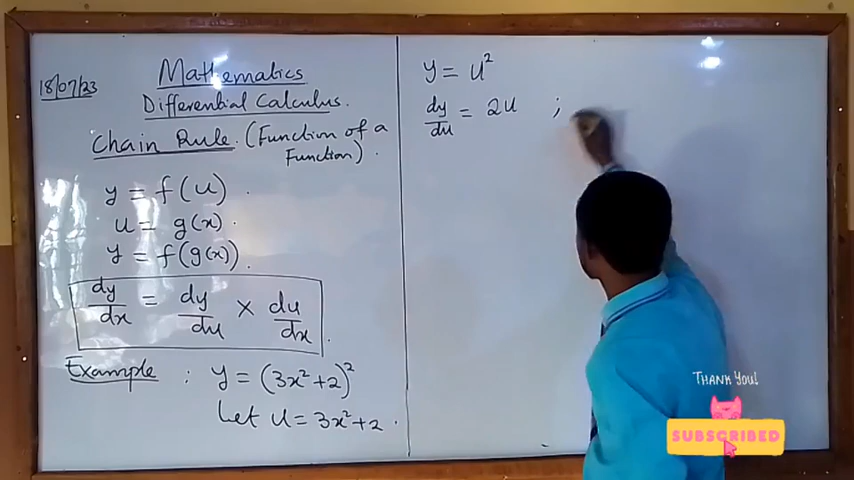 18/07/23
Mathematics
Differential Calculus.
Chain Rule. (Function of a
Function).
y = f(u).
u = g(x).
y = f(g(x)).
dy/dx = dy/du × du/dx.
Example : y = (3x²+2)²
Let u = 3x²+2.
y = u²
dy/du = 2u ;
THANK YOU!
SUBSCRIBED